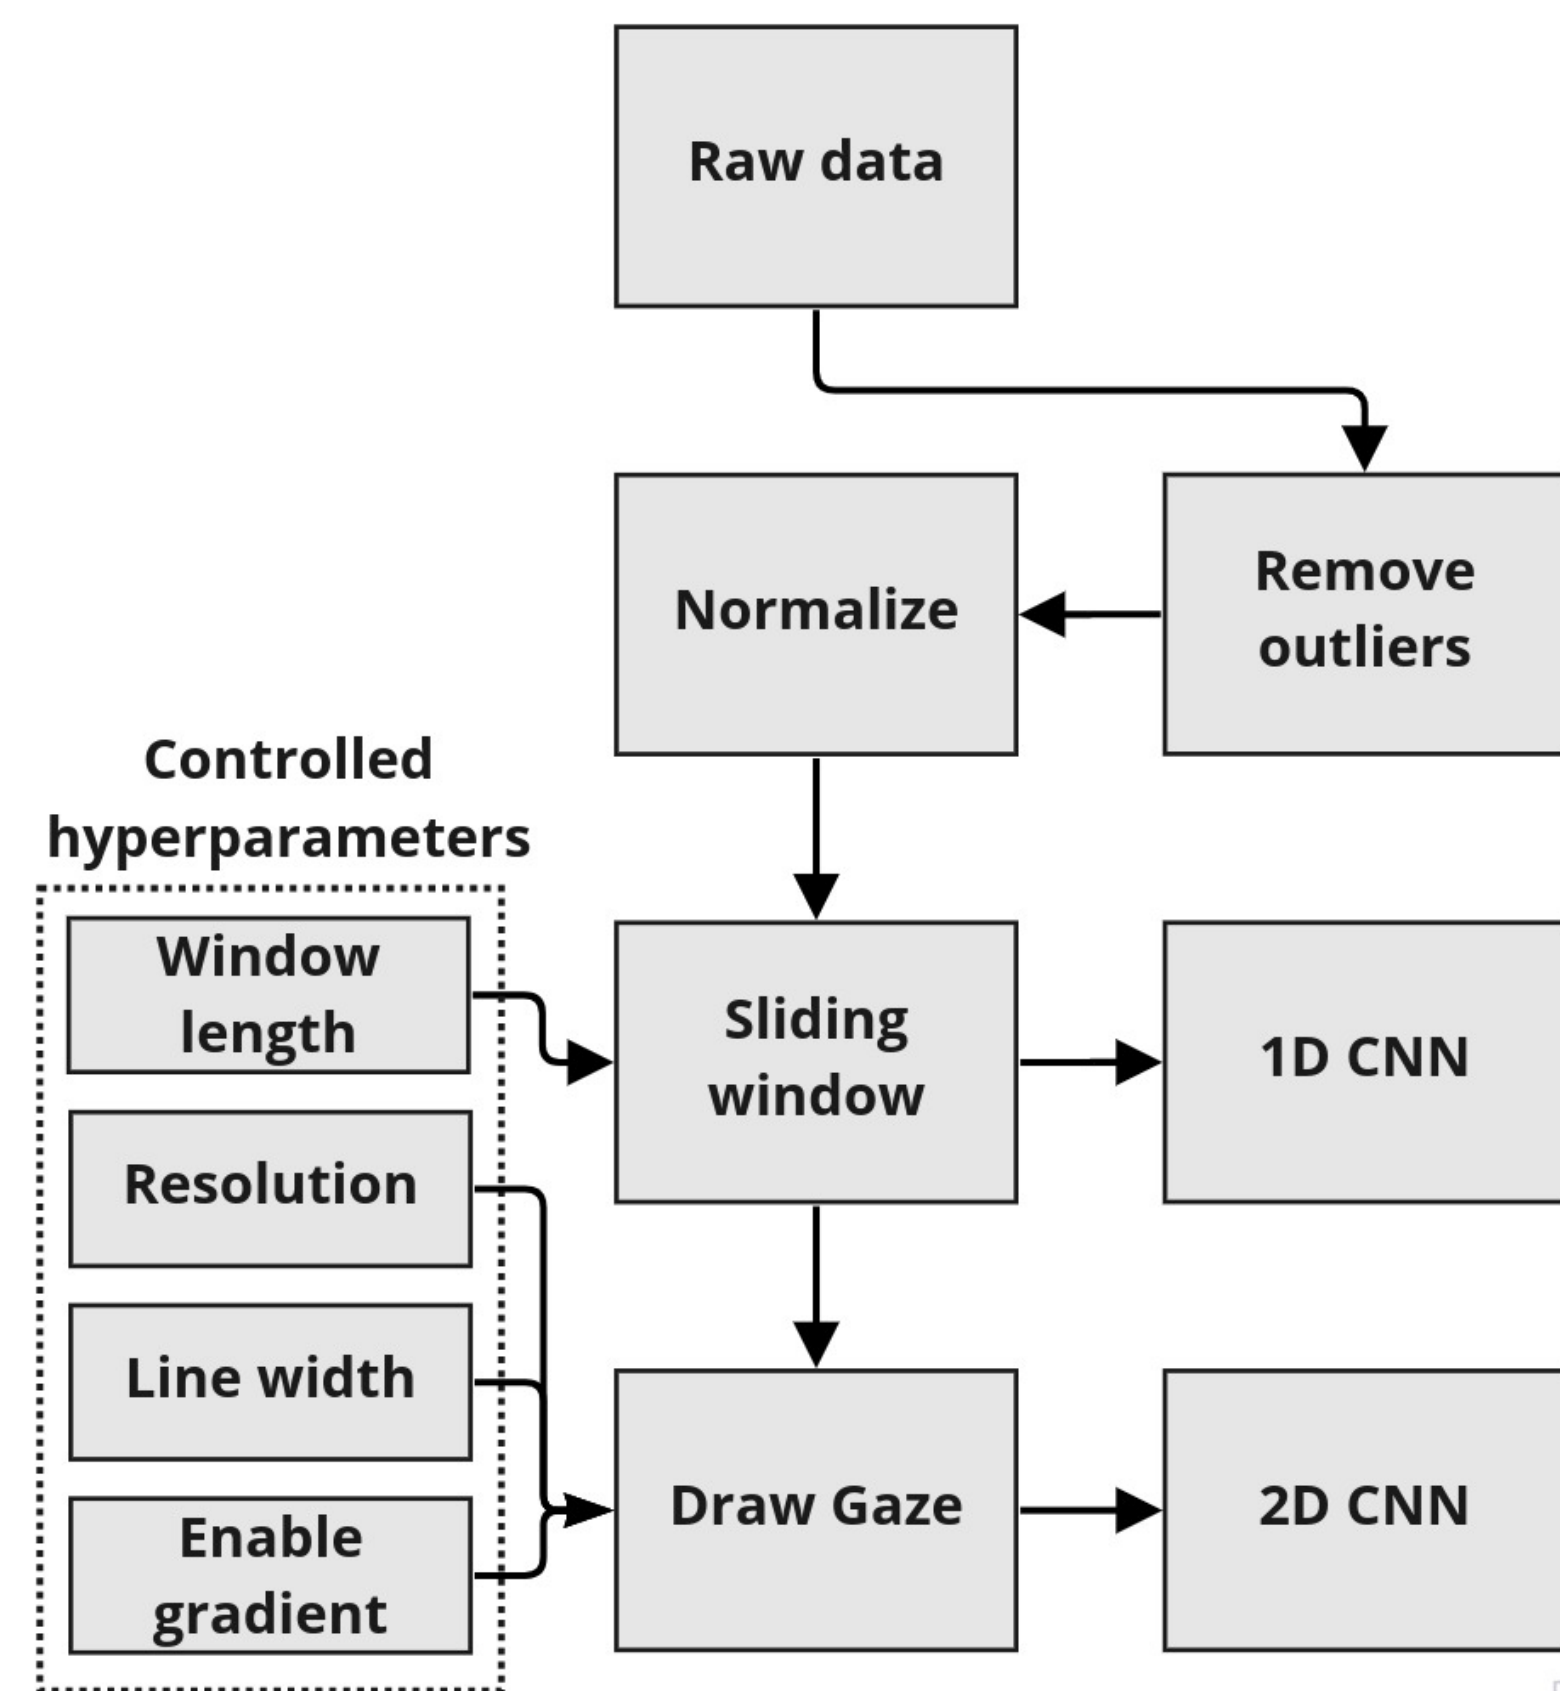 Raw data
Normalize
Remove
outliers
Controlled
hyperparameters
Window
length
Resolution
Line width
Enable
gradient
Sliding
window
1D CNN
Draw Gaze
2D CNN